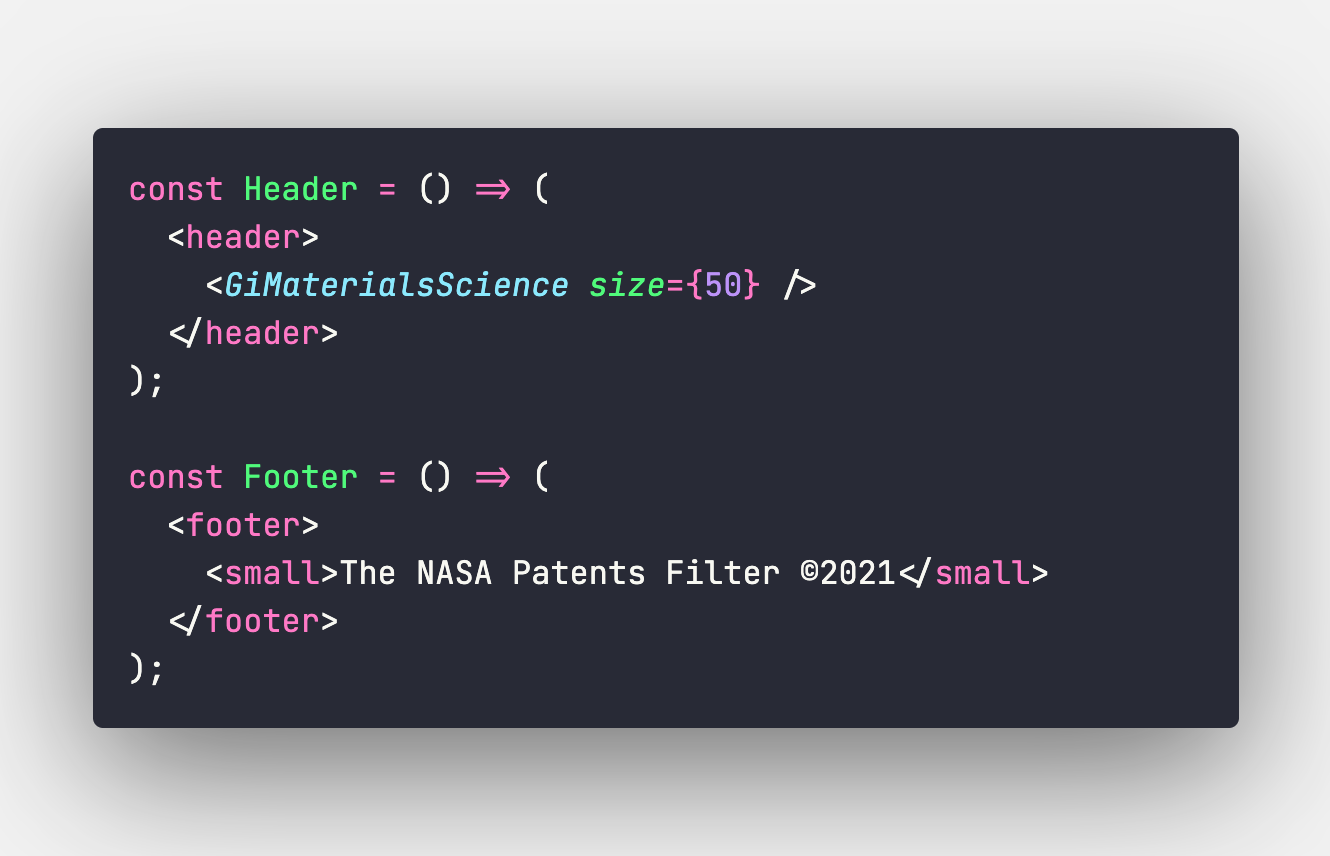 const Header = () => (
  <header>
    <GiMaterialsScience size={50} />
  </header>
);

const Footer = () => (
  <footer>
    <small>The NASA Patents Filter ©2021</small>
  </footer>
);